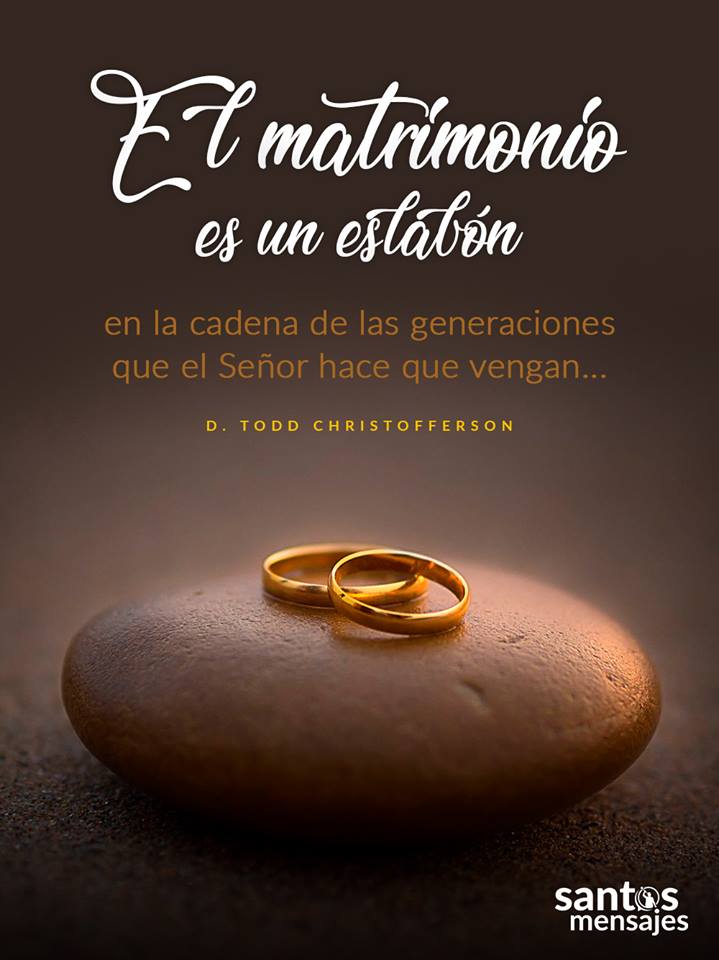 El matrimonio
es un eslabón
en la cadena de las generaciones
que el Señor hace que vengan...
D. TODD CHRISTOFFERSON
santos
mensajes